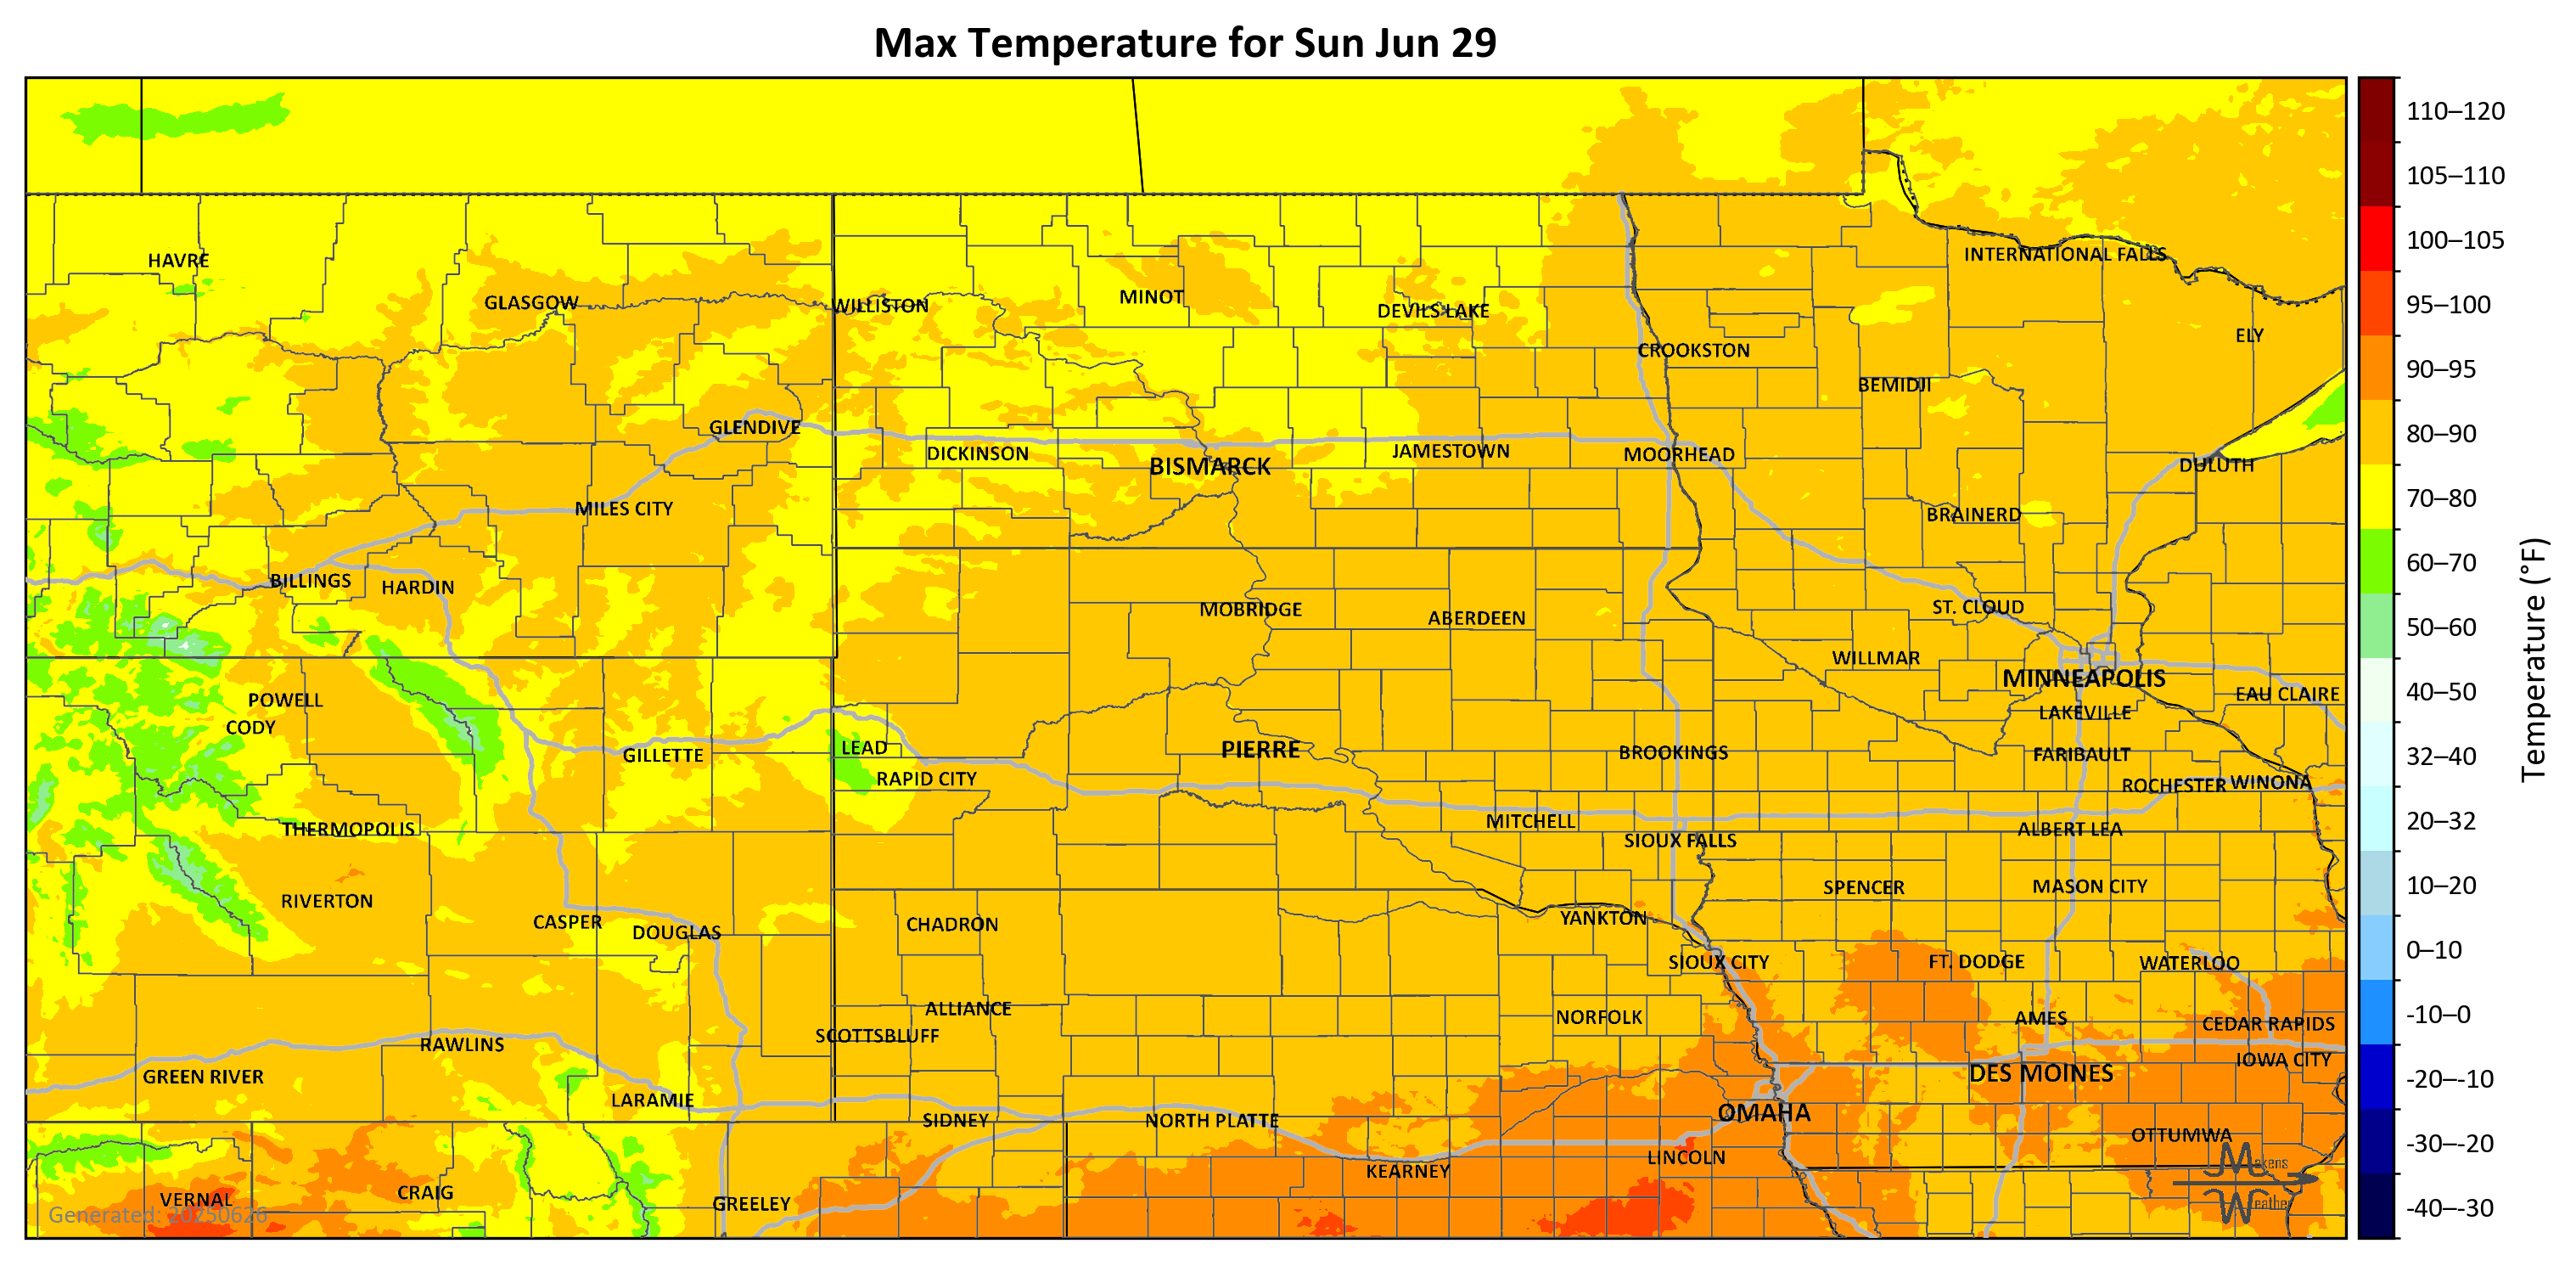 Max Temperature for Sun Jun 29
HAVRE
GLASGOW
WILLISTON
MINOT
DEVILS LAKE
INTERNATIONAL FALLS
ELY
CROOKSTON
BEMIDJI
GLENDIVE
DICKINSON
BISMARCK
JAMESTOWN
MOORHEAD
DULUTH
MILES CITY
BRAINERD
BILLINGS
HARDIN
MOBRIDGE
ABERDEEN
ST. CLOUD
WILLMAR
MINNEAPOLIS
EAU CLAIRE
POWELL
CODY
LAKEVILLE
GILLETTE
LEAD
RAPID CITY
PIERRE
BROOKINGS
FARIBAULT
ROCHESTER
WINONA
THERMOPOLIS
MITCHELL
SIOUX FALLS
ALBERT LEA
RIVERTON
SPENCER
MASON CITY
CASPER
DOUGLAS
CHADRON
YANKTON
SIOUX CITY
FT. DODGE
WATERLOO
ALLIANCE
NORFOLK
AMES
CEDAR RAPIDS
SCOTTSBLUFF
RAWLINS
IOWA CITY
GREEN RIVER
DES MOINES
LARAMIE
OMAHA
SIDNEY
NORTH PLATTE
OTTUMWA
KEARNEY
LINCOLN
VERNAL
CRAIG
GREELEY
Generated: 20250626
Makens
Weather
110–120
105–110
100–105
95–100
90–95
80–90
70–80
60–70
50–60
40–50
32–40
20–32
10–20
0–10
-10–0
-20–-10
-30–-20
-40–-30
Temperature (°F)